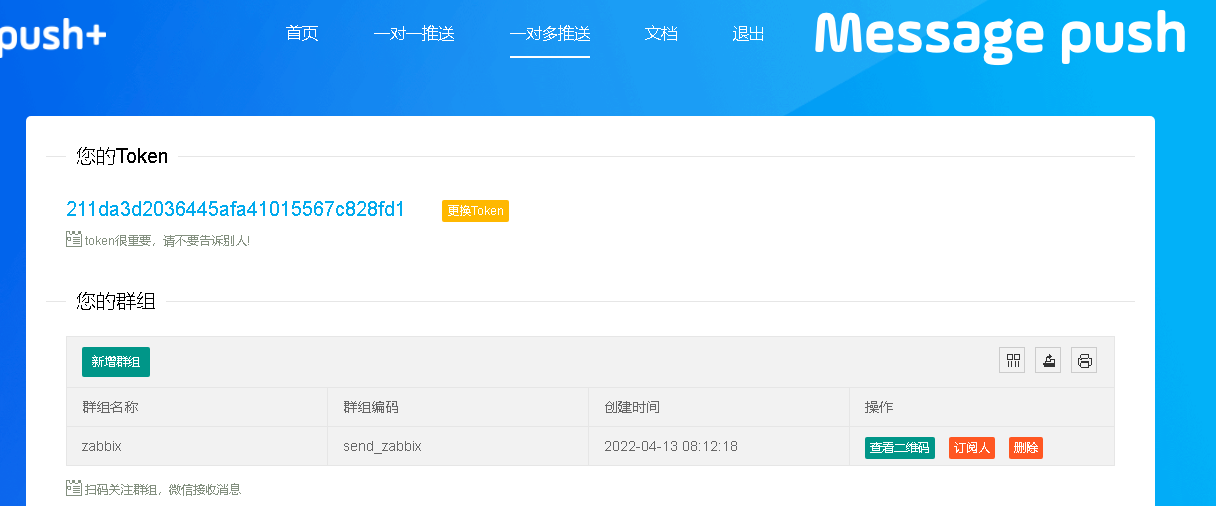 push+ 首页 一对一推送 一对多推送 文档 退出 Message push
您的Token
211da3d2036445afa41015567c828fd1 更换Token
token很重要，请不要告诉别人!
您的群组
新增群组
群组名称 群组编码 创建时间 操作
zabbix send_zabbix 2022-04-13 08:12:18 查看二维码 订阅人 删除
扫码关注群组，微信接收消息